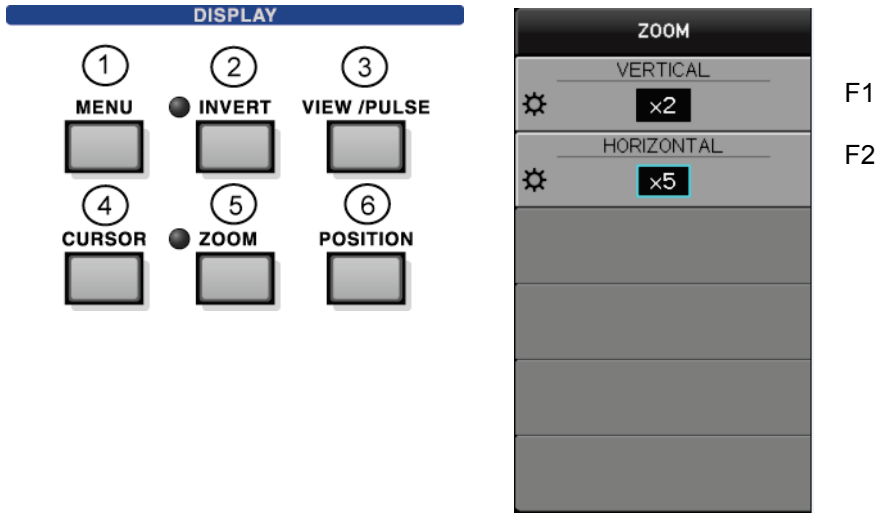 DISPLAY
1 2 3
MENU INVERT VIEW /PULSE
4 5 6
CURSOR ZOOM POSITION
ZOOM
VERTICAL
×2
F1
HORIZONTAL
×5
F2